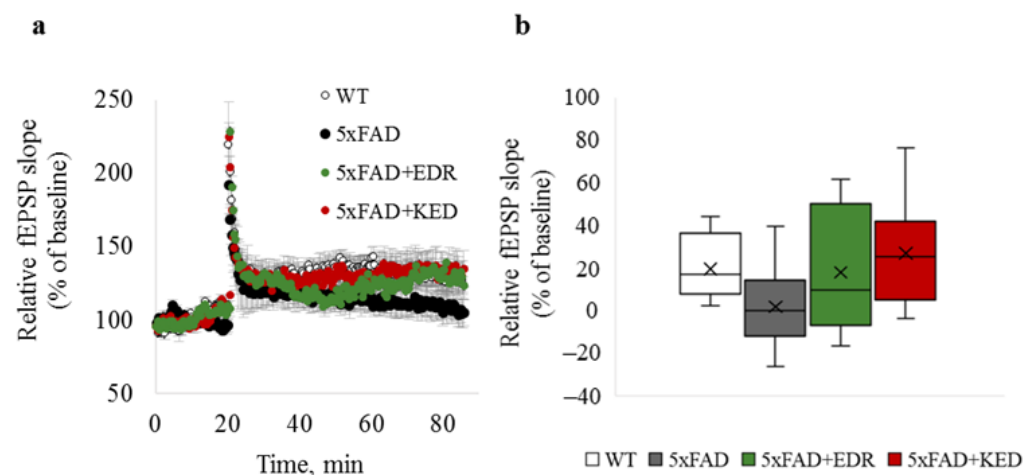 a
Relative fEPSP slope
(% of baseline)
250
200
150
100
50
0
20
40
60
80
Time, min
WT
5xFAD
5xFAD+EDR
5xFAD+KED
b
Relative fEPSP slope
(% of baseline)
100
80
60
40
20
0
–20
–40
WT 5xFAD 5xFAD+EDR 5xFAD+KED